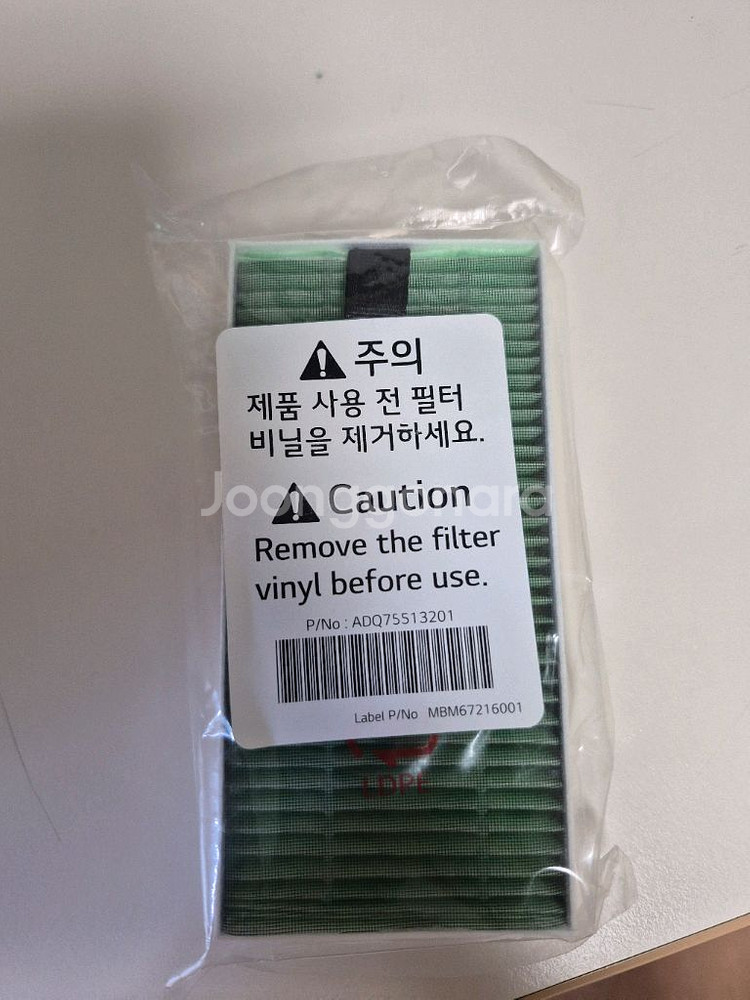 주의
제품 사용 전 필터
비닐을 제거하세요.
Joonggonara
Caution
Remove the filter
vinyl before use.
P/No : ADQ75513201
Label P/No MBM67216001
LDPE